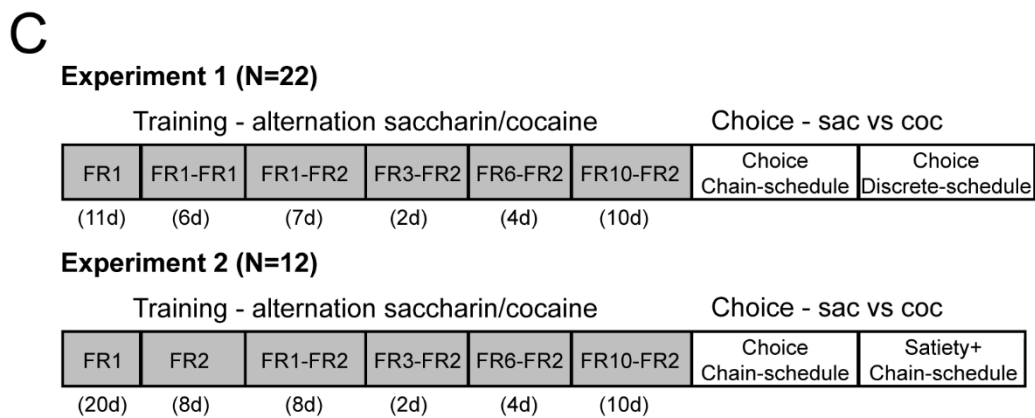 C
Experiment 1 (N=22)
Training - alternation saccharin/cocaine Choice - sac vs coc
FR1 FR1-FR1 FR1-FR2 FR3-FR2 FR6-FR2 FR10-FR2 Choice Chain-schedule Choice Discrete-schedule
(11d) (6d) (7d) (2d) (4d) (10d)
Experiment 2 (N=12)
Training - alternation saccharin/cocaine Choice - sac vs coc
FR1 FR2 FR1-FR2 FR3-FR2 FR6-FR2 FR10-FR2 Choice Chain-schedule Satiety+ Chain-schedule
(20d) (8d) (8d) (2d) (4d) (10d)